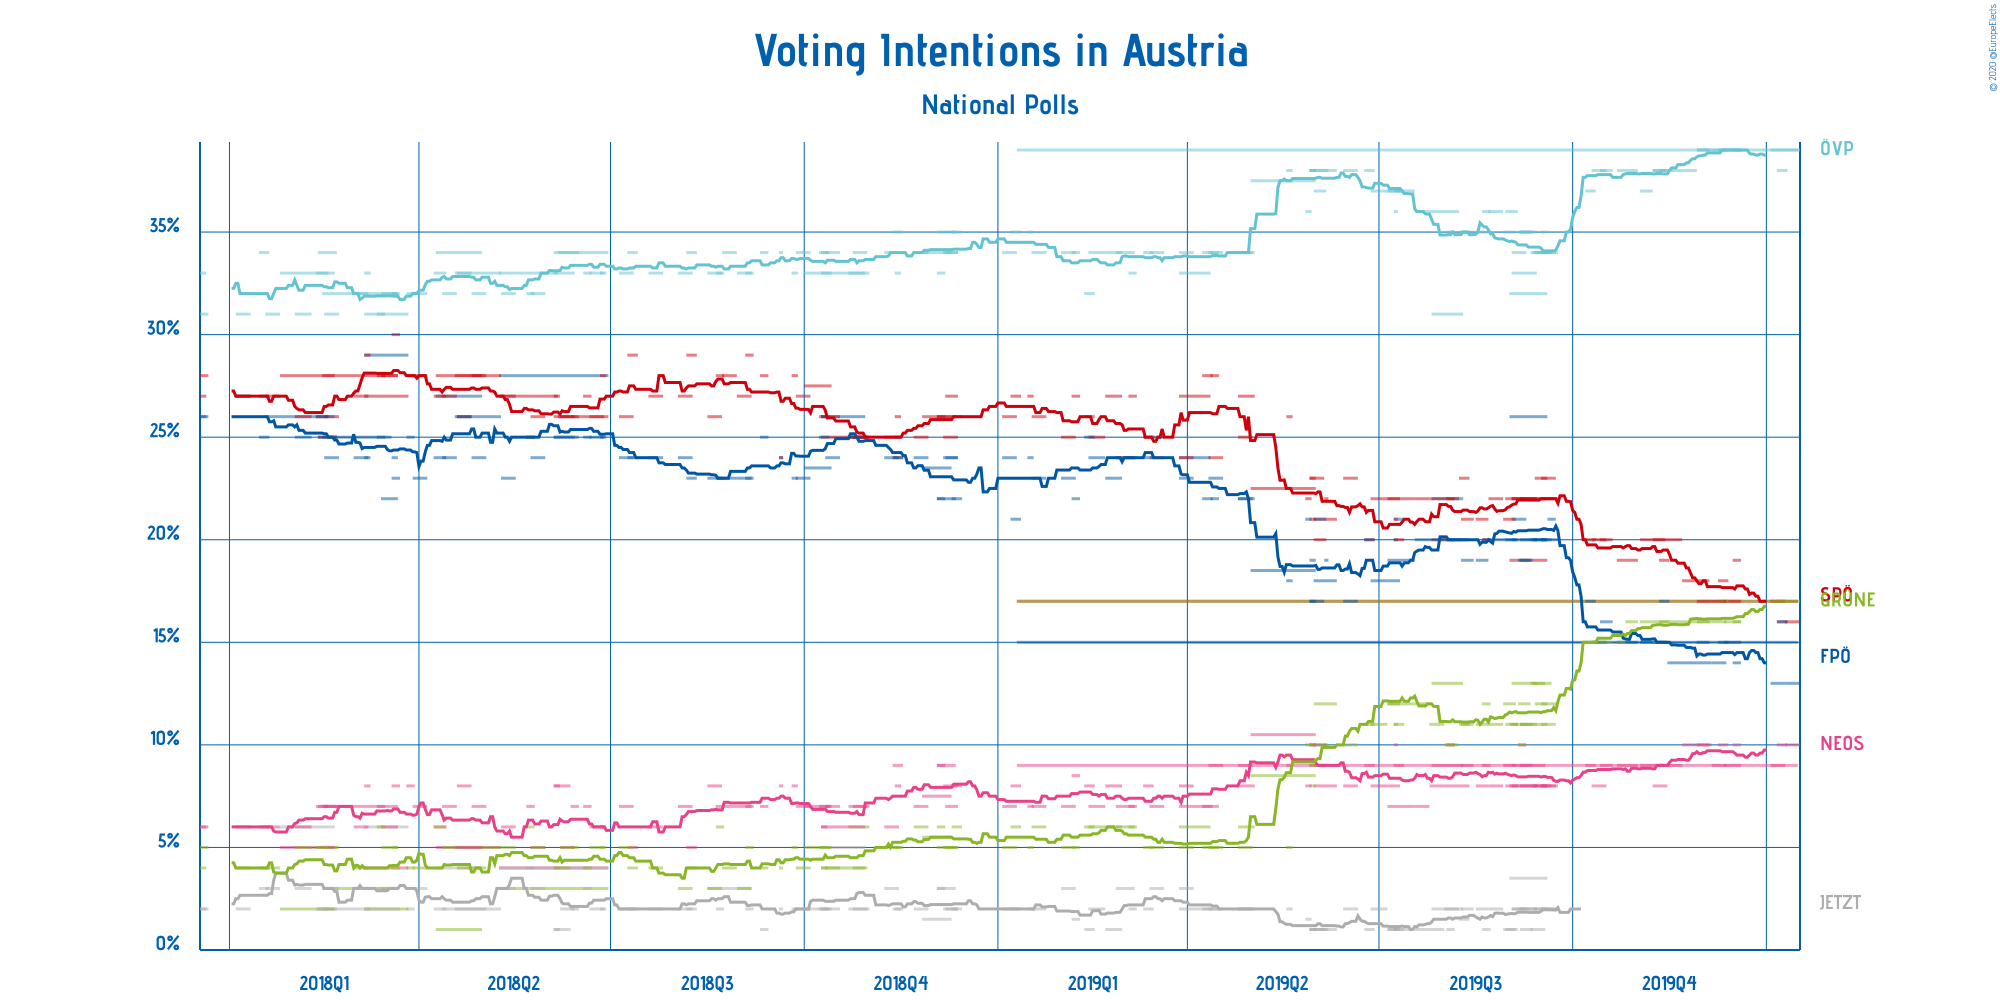 © 2020 @EuropeElects
Voting Intentions in Austria
National Polls
ÖVP
35%
30%
25%
20%
SPÖ
GRÜNE
15%
FPÖ
10%
NEOS
5%
JETZT
0%
2018Q1 2018Q2 2018Q3 2018Q4 2019Q1 2019Q2 2019Q3 2019Q4